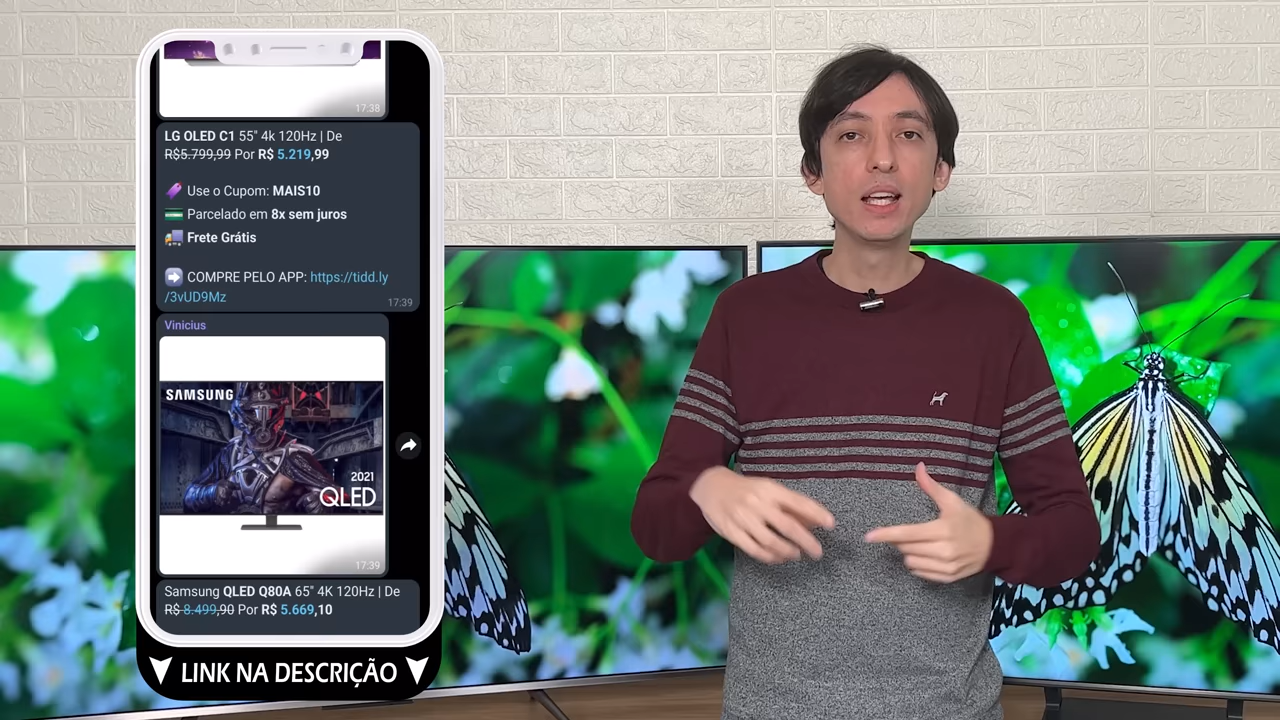 17:38
LG OLED C1 55" 4k 120Hz | De
R$5.799,99 Por R$ 5.219,99
Use o Cupom: MAIS10
Parcelado em 8x sem juros
Frete Grátis
COMPRE PELO APP: https://tidd.ly
/3vUD9Mz
17:39
Vinicius
SAMSUNG
2021
QLED
17:39
Samsung QLED Q80A 65" 4K 120Hz | De
R$ 8.499,90 Por R$ 5.669,10
LINK NA DESCRIÇÃO